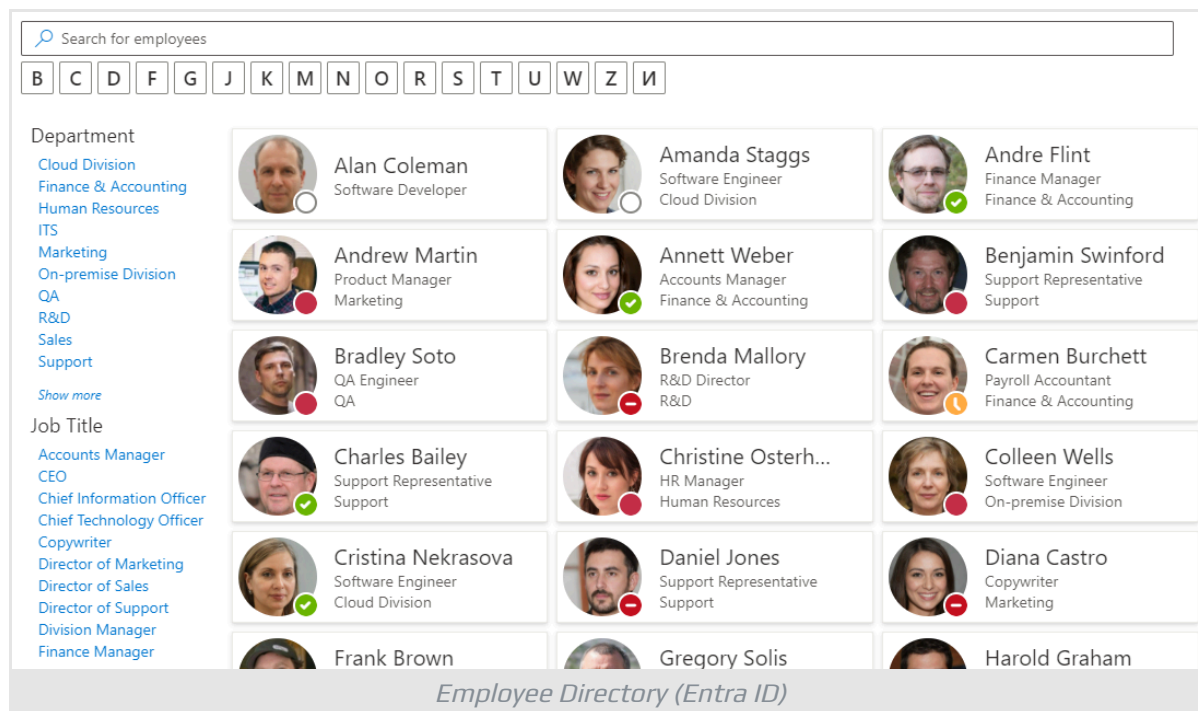 Search for employees
B C D F G J K M N O R S T U W Z И
Department
Cloud Division
Finance & Accounting
Human Resources
ITS
Marketing
On-premise Division
QA
R&D
Sales
Support
Show more
Job Title
Accounts Manager
CEO
Chief Information Officer
Chief Technology Officer
Copywriter
Director of Marketing
Director of Sales
Director of Support
Division Manager
Finance Manager
Alan Coleman
Software Developer
Amanda Staggs
Software Engineer
Cloud Division
Andre Flint
Finance Manager
Finance & Accounting
Andrew Martin
Product Manager
Marketing
Annett Weber
Accounts Manager
Finance & Accounting
Benjamin Swinford
Support Representative
Support
Bradley Soto
QA Engineer
QA
Brenda Mallory
R&D Director
R&D
Carmen Burchett
Payroll Accountant
Finance & Accounting
Charles Bailey
Support Representative
Support
Christine Osterh...
HR Manager
Human Resources
Colleen Wells
Software Engineer
On-premise Division
Cristina Nekrasova
Software Engineer
Cloud Division
Daniel Jones
Support Representative
Support
Diana Castro
Copywriter
Marketing
Frank Brown
Gregory Solis
Harold Graham
Employee Directory (Entra ID)